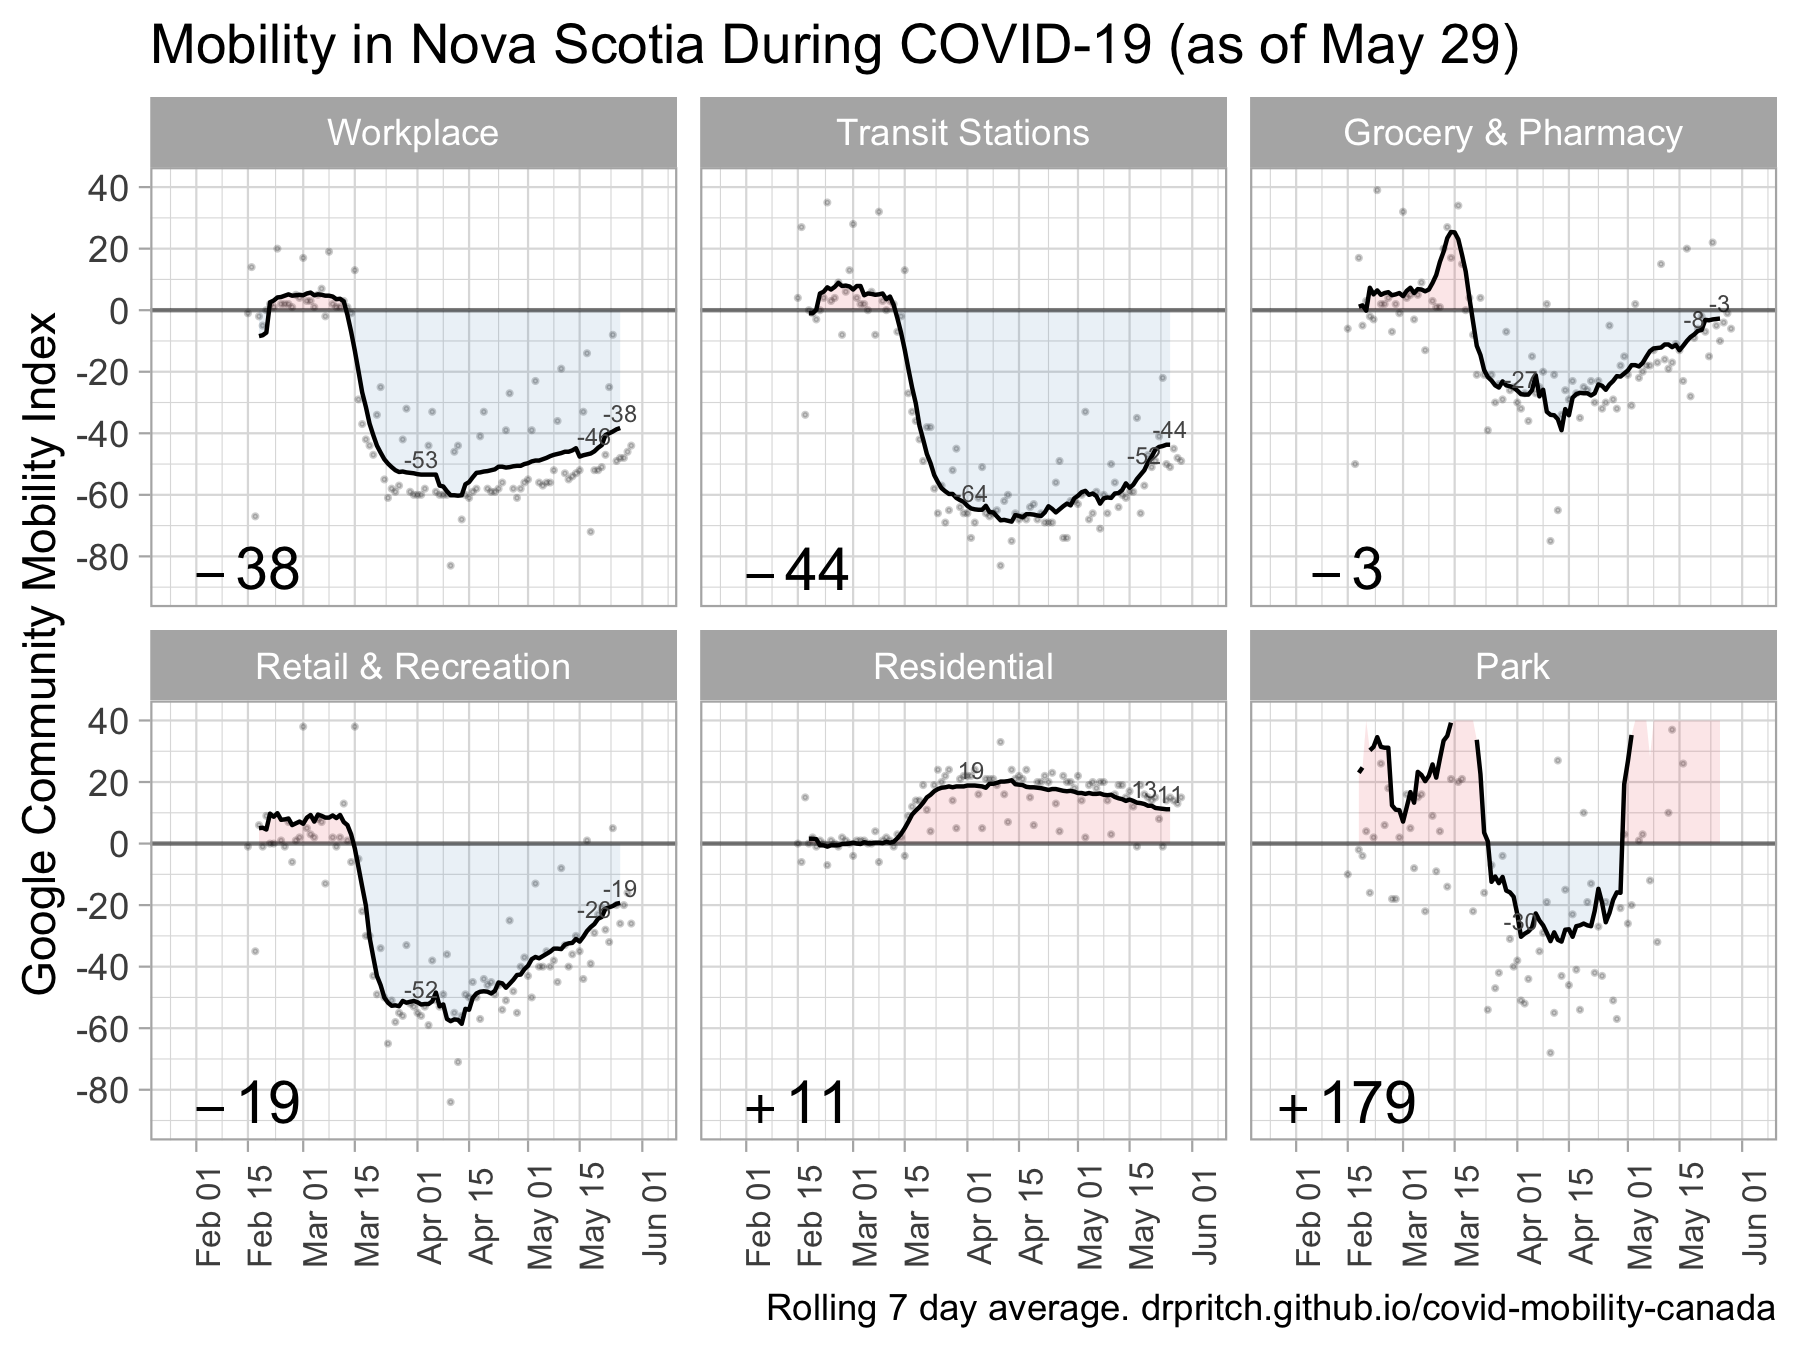 Mobility in Nova Scotia During COVID-19 (as of May 29)
Google Community Mobility Index
Workplace
Transit Stations
Grocery & Pharmacy
40
20
0
-20
-40
-60
-80
-53
-46
-38
– 38
-64
-52
-44
– 44
-27
-8
-3
– 3
Retail & Recreation
Residential
Park
40
20
0
-20
-40
-60
-80
-52
-26
-19
– 19
19
13
11
+ 11
-30
+ 179
Feb 01
Feb 15
Mar 01
Mar 15
Apr 01
Apr 15
May 01
May 15
Jun 01
Feb 01
Feb 15
Mar 01
Mar 15
Apr 01
Apr 15
May 01
May 15
Jun 01
Feb 01
Feb 15
Mar 01
Mar 15
Apr 01
Apr 15
May 01
May 15
Jun 01
Rolling 7 day average. drpritch.github.io/covid-mobility-canada